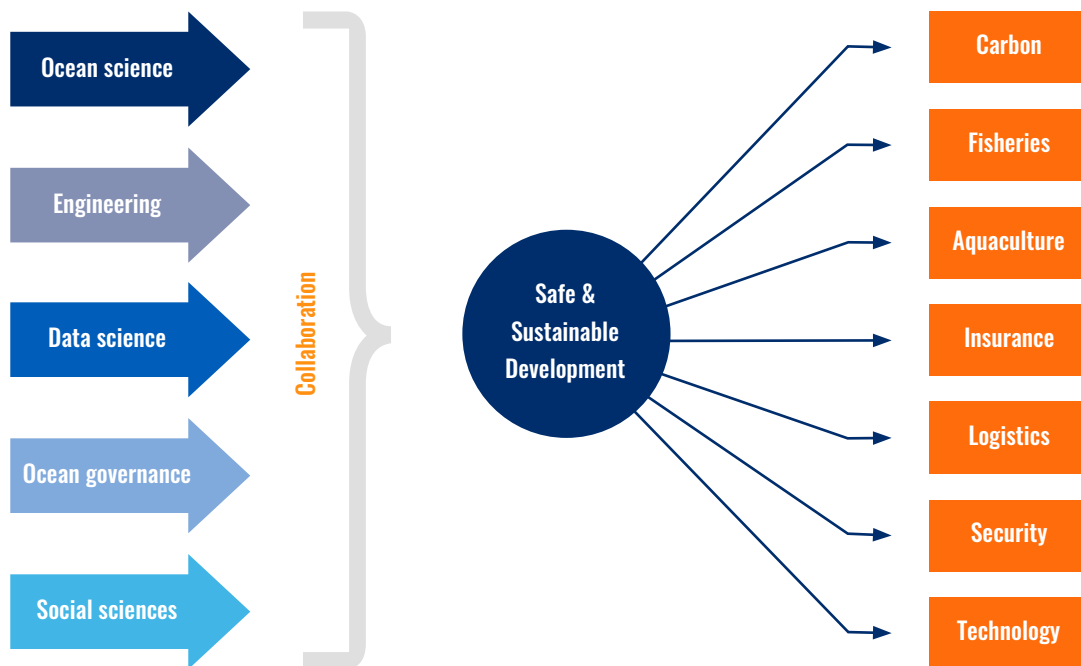 Ocean science
Engineering
Data science
Ocean governance
Social sciences
Collaboration
Safe &
Sustainable
Development
Carbon
Fisheries
Aquaculture
Insurance
Logistics
Security
Technology